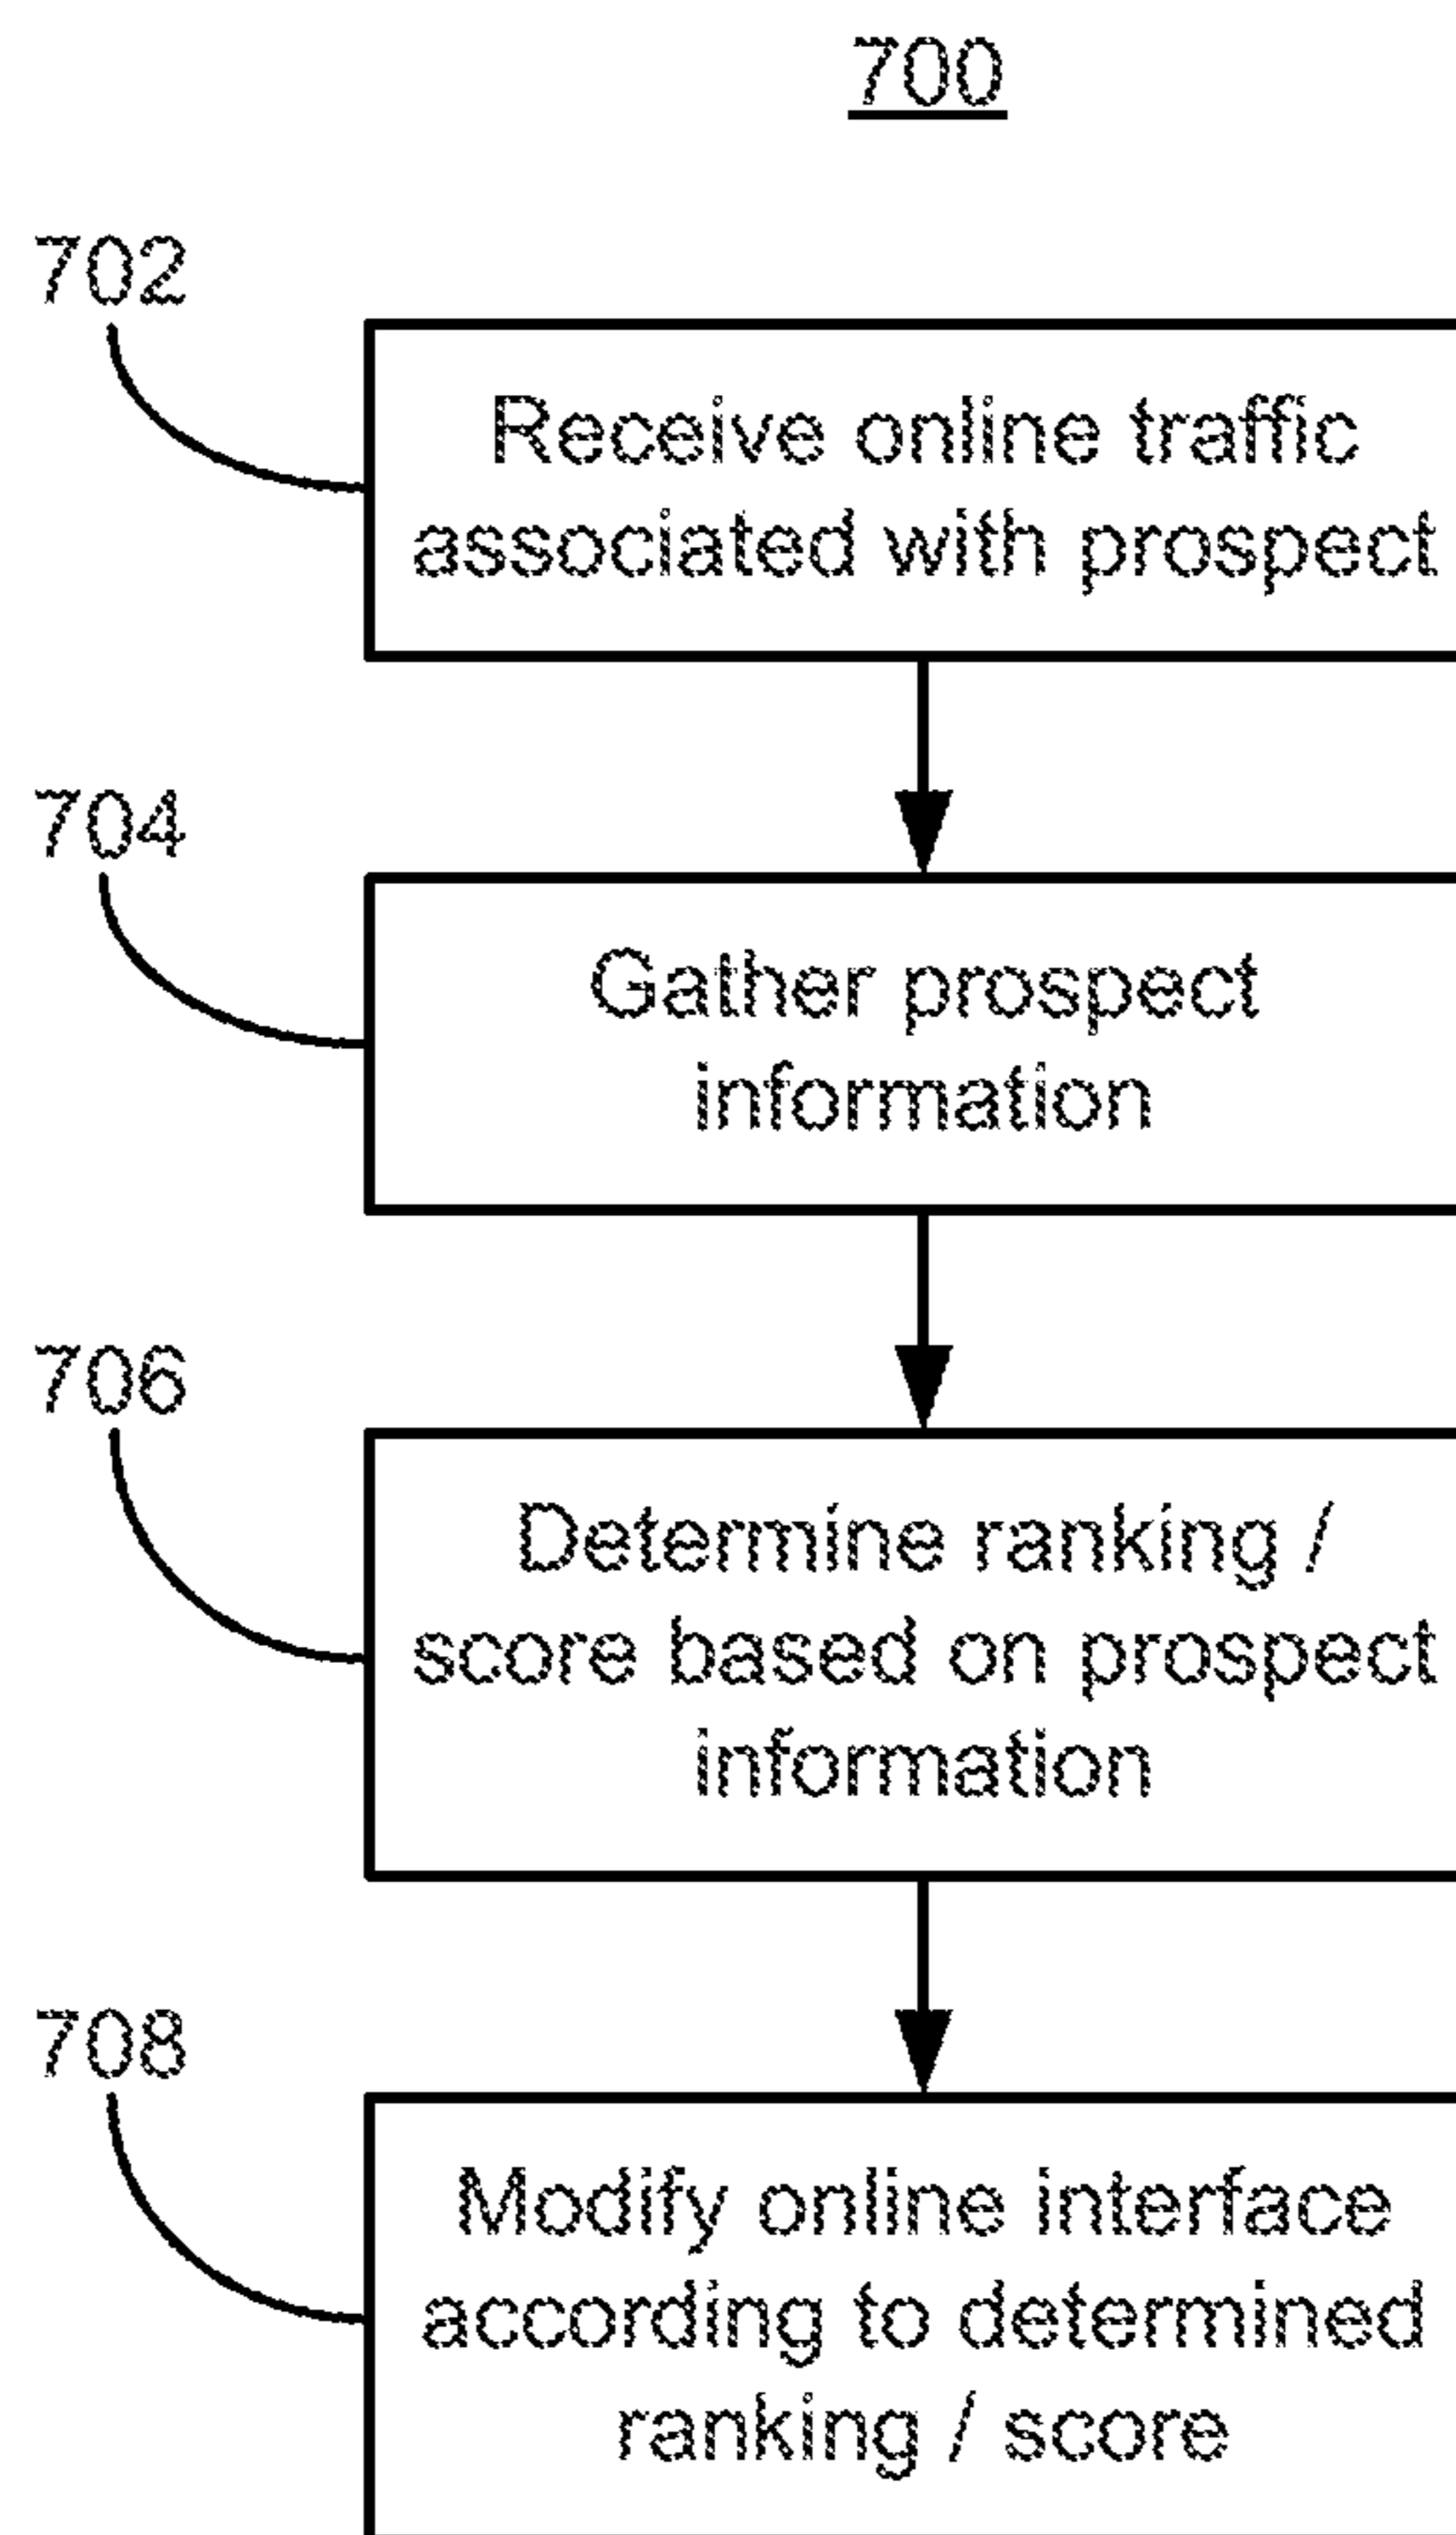 700
702
Receive online traffic
associated with prospect
704
Gather prospect
information
706
Determine ranking /
score based on prospect
information
708
Modify online interface
according to determined
ranking / score